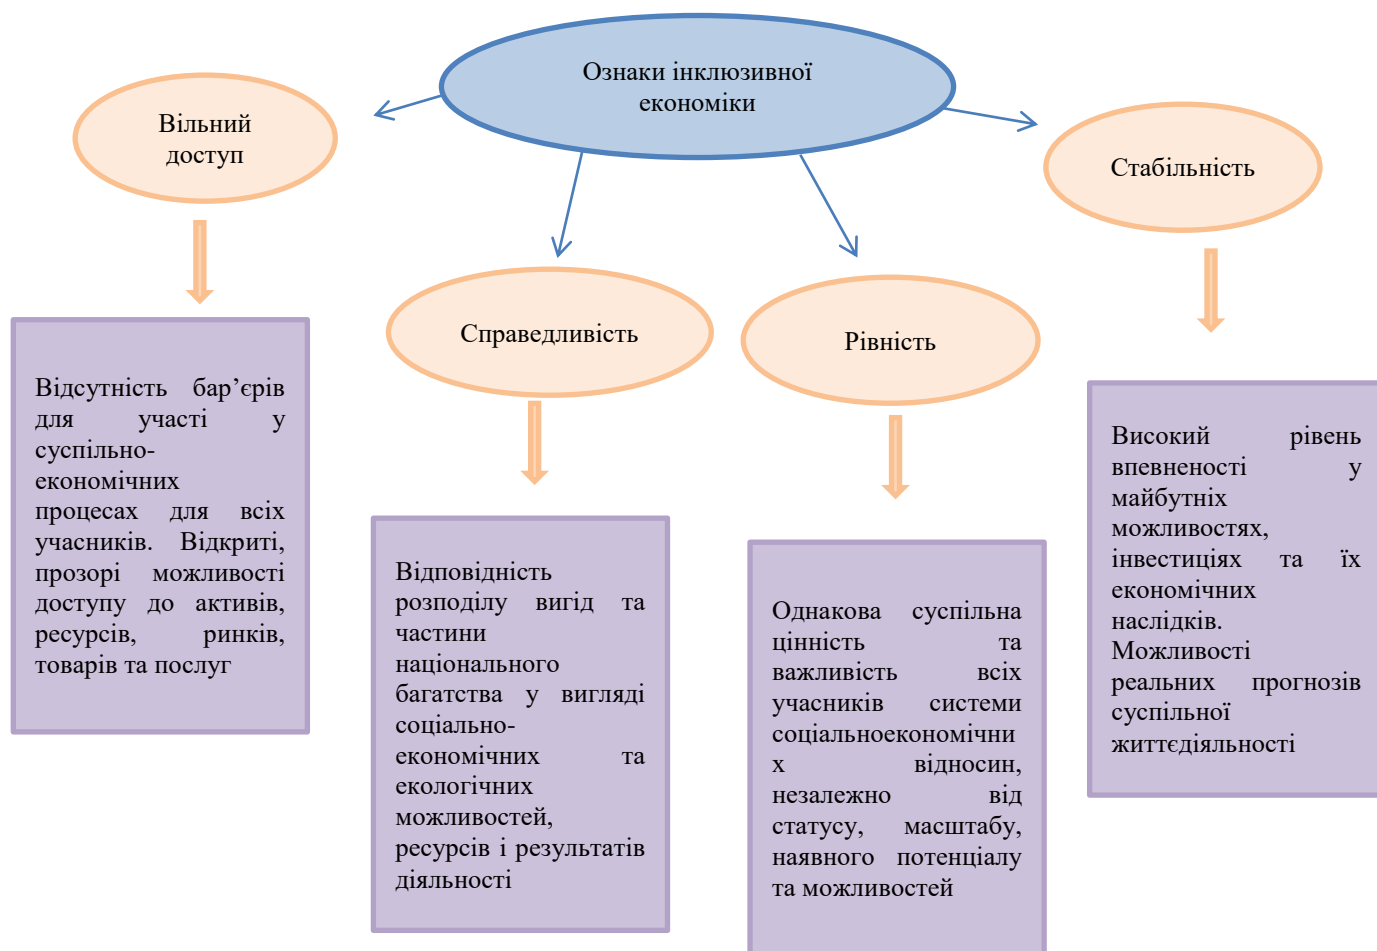 Ознаки інклюзивної
економіки
Вільний
доступ
Стабільність
Справедливість
Рівність
Відсутність бар’єрів
для участі у
суспільно-
економічних
процесах для всіх
учасників. Відкриті,
прозорі можливості
доступу до активів,
ресурсів, ринків,
товарів та послуг
Відповідність
розподілу вигід та
частини
національного
багатства у вигляді
соціально-
економічних та
екологічних
можливостей,
ресурсів і результатів
діяльності
Однакова суспільна
цінність та
важливість всіх
учасників системи
соціальноекономічни
х відносин,
незалежно від
статусу, масштабу,
наявного потенціалу
та можливостей
Високий рівень
впевненості у
майбутніх
можливостях,
інвестиціях та їх
економічних
наслідків.
Можливості
реальних прогнозів
суспільної
життєдіяльності